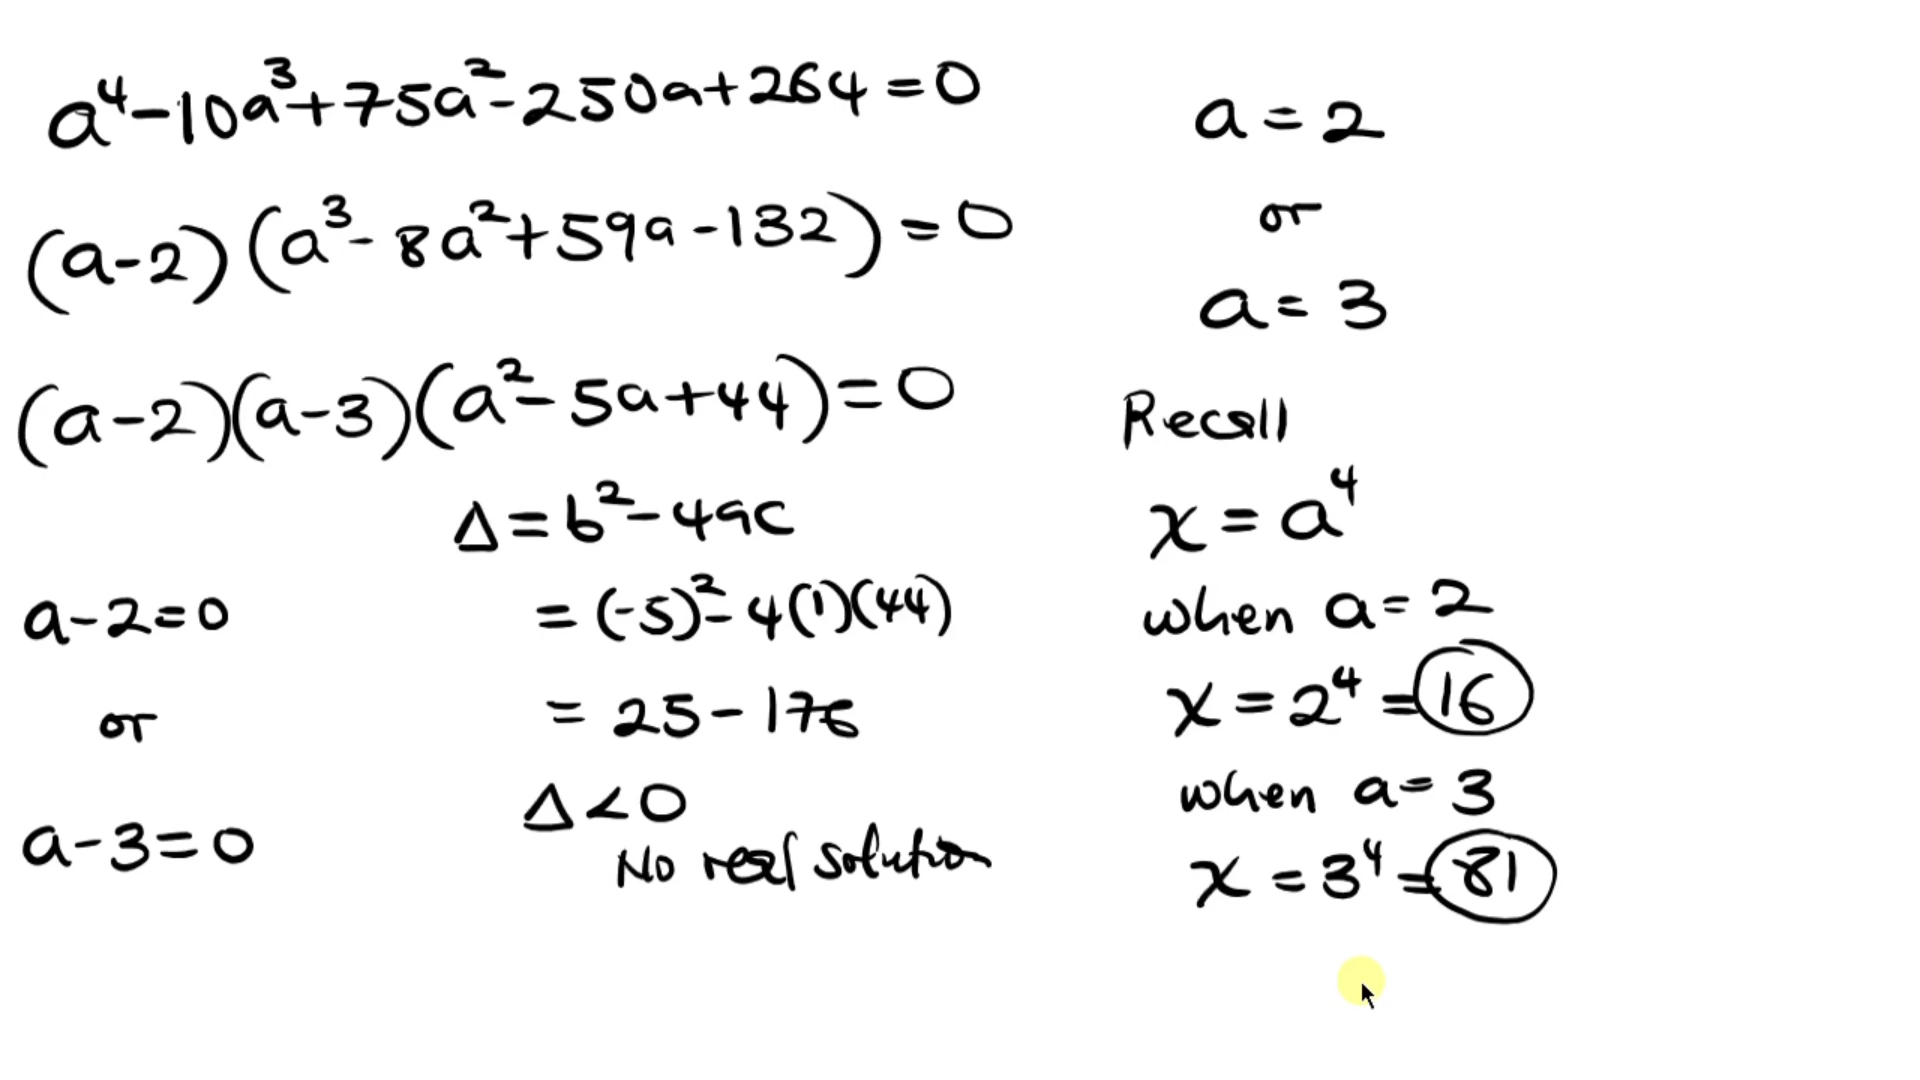 a⁴-10a³+75a²-250a+264=0
(a-2)(a³-8a²+59a-132)=0
(a-2)(a-3)(a²-5a+44)=0
Δ=b²-4ac
a-2=0
=(-5)²-4(1)(44)
or
=25-176
Δ<0
No real solution
a-3=0
a=2
or
a=3
Recall
x=a⁴
when a=2
x=2⁴=16
when a=3
x=3⁴=81